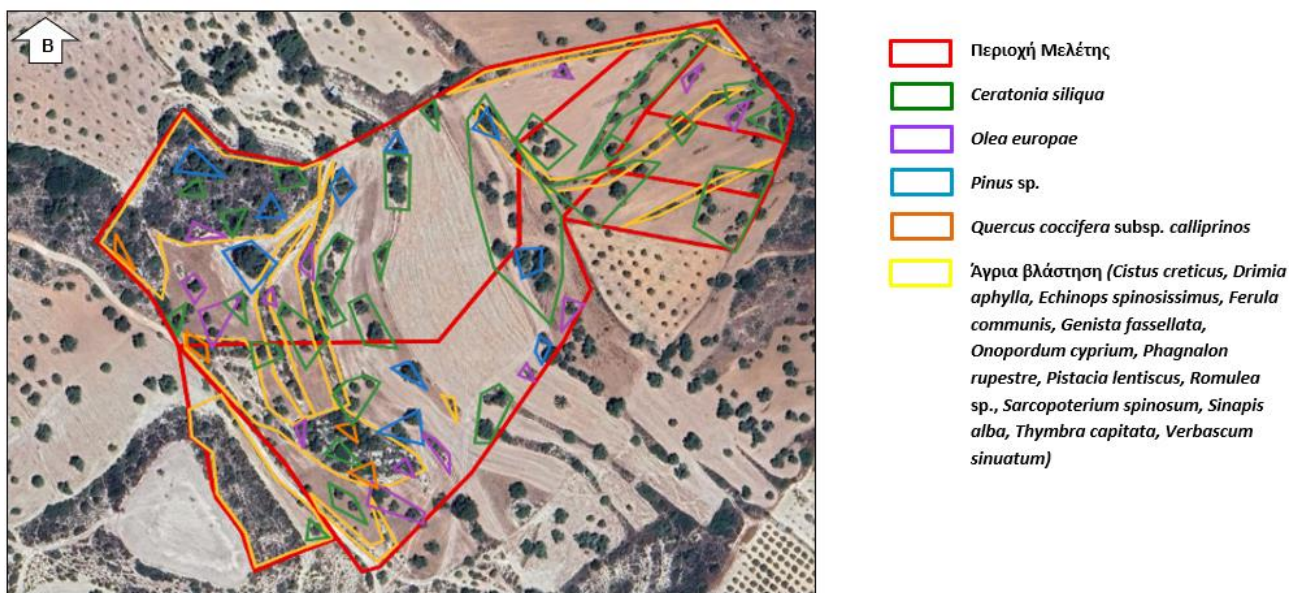 Β
Περιοχή Μελέτης
Ceratonia siliqua
Olea europae
Pinus sp.
Quercus coccifera subsp. calliprinos
Άγρια βλάστηση (Cistus creticus, Drimia
aphylla, Echinops spinosissimus, Ferula
communis, Genista fassellata,
Onopordum cyprium, Phagnalon
rupestre, Pistacia lentiscus, Romulea
sp., Sarcopoterium spinosum, Sinapis
alba, Thymbra capitata, Verbascum
sinuatum)